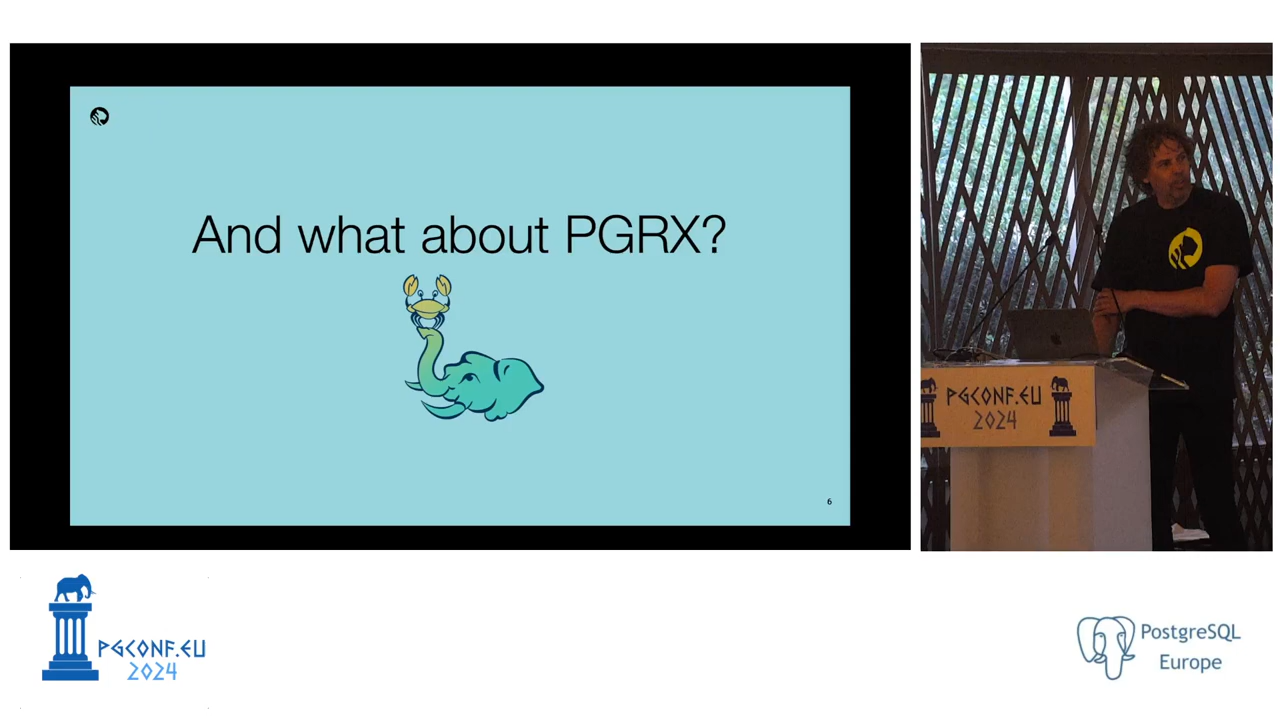 And what about PGRX?
6
PGCONF.EU
2024
PGCONF.EU
2024
PostgreSQL
Europe